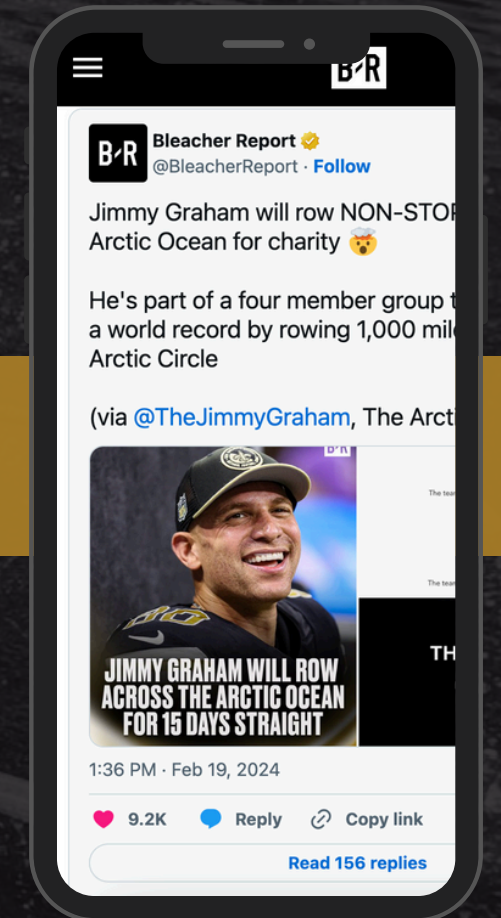 B/R
B/R
Bleacher Report
@BleacherReport · Follow
Jimmy Graham will row NON-STOP
Arctic Ocean for charity 🤯
He's part of a four member group t
a world record by rowing 1,000 mile
Arctic Circle
(via @TheJimmyGraham, The Arcti
B/R
The tea
JIMMY GRAHAM WILL ROW
ACROSS THE ARCTIC OCEAN
FOR 15 DAYS STRAIGHT
The tea
TH
1:36 PM · Feb 19, 2024
9.2K
Reply
Copy link
Read 156 replies